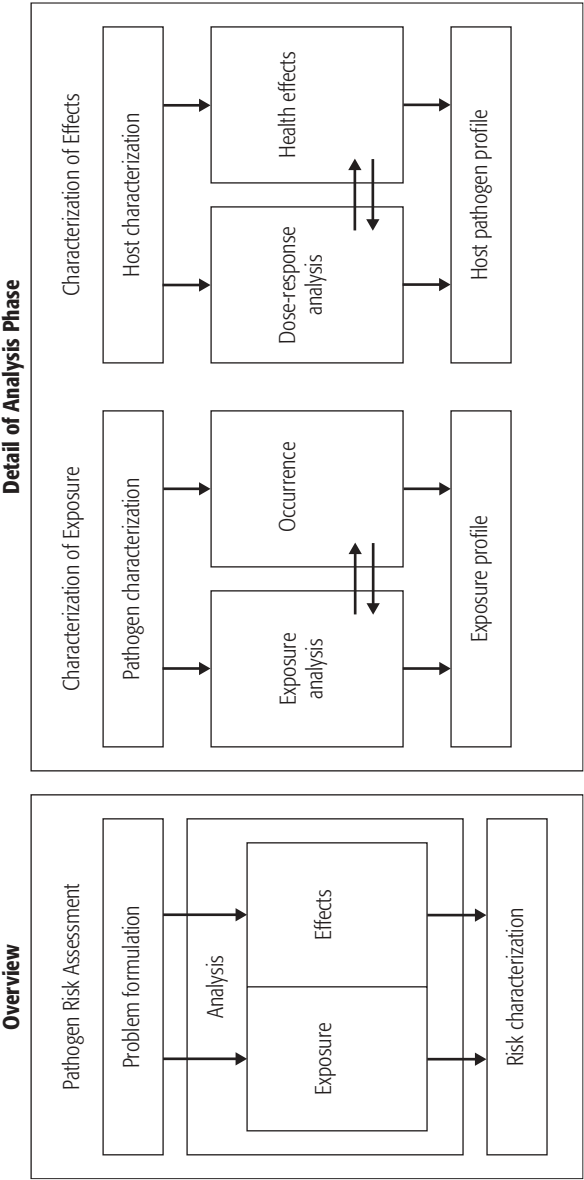 Overview
Pathogen Risk Assessment
Problem formulation
Analysis
Exposure
Effects
Risk characterization
Detail of Analysis Phase
Characterization of Exposure
Pathogen characterization
Exposure
analysis
Occurrence
Exposure profile
Characterization of Effects
Host characterization
Dose-response
analysis
Health effects
Host pathogen profile